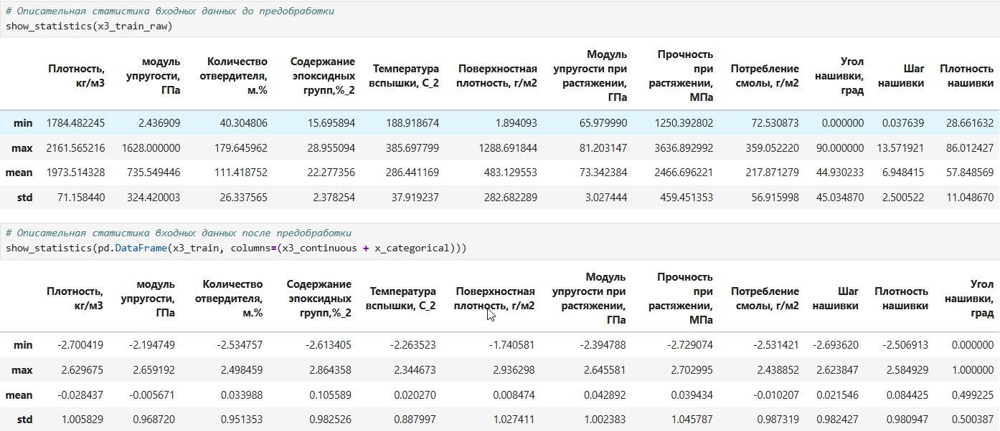 # Описательная статистика входных данных до предобработки
show_statistics(x3_train_raw)
Плотность, кг/м3 модуль упругости, ГПа Количество отвердителя, м.% Содержание эпоксидных групп,%_2 Температура вспышки, С_2 Поверхностная плотность, г/м2 Модуль упругости при растяжении, ГПа Прочность при растяжении, МПа Потребление смолы, г/м2 Угол нашивки, град Шаг нашивки Плотность нашивки
min 1784.482245 2.436909 40.304806 15.695894 188.918674 1.894093 65.979990 1250.392802 72.530873 0.000000 0.037639 28.661632
max 2161.565216 1628.000000 179.645962 28.955094 385.697799 1288.691844 81.203147 3636.892992 359.052220 90.000000 13.571921 86.012427
mean 1973.514328 735.549446 111.418752 22.277356 286.441169 483.129553 73.342384 2466.696221 217.871279 44.930233 6.948415 57.848569
std 71.158440 324.420003 26.337565 2.378254 37.919237 282.682289 3.027444 459.451353 56.915998 45.034870 2.500522 11.048670
# Описательная статистика входных данных после предобработки
show_statistics(pd.DataFrame(x3_train, columns=(x3_continuous + x_categorical)))
Плотность, кг/м3 модуль упругости, ГПа Количество отвердителя, м.% Содержание эпоксидных групп,%_2 Температура вспышки, С_2 Поверхностная плотность, г/м2 Модуль упругости при растяжении, ГПа Прочность при растяжении, МПа Потребление смолы, г/м2 Шаг нашивки Плотность нашивки Угол нашивки, град
min -2.700419 -2.194749 -2.534757 -2.613405 -2.263523 -1.740581 -2.394788 -2.729074 -2.531421 -2.693620 -2.506913 0.000000
max 2.629675 2.659192 2.498459 2.864358 2.344673 2.936298 2.645581 2.702995 2.438852 2.623847 2.584929 1.000000
mean -0.028437 -0.005671 0.033988 0.105589 0.020270 0.008474 0.042892 0.039434 -0.010207 0.021546 0.084425 0.499225
std 1.005829 0.968720 0.951353 0.982526 0.887997 1.027411 1.002383 1.045787 0.987319 0.982427 0.980947 0.500387